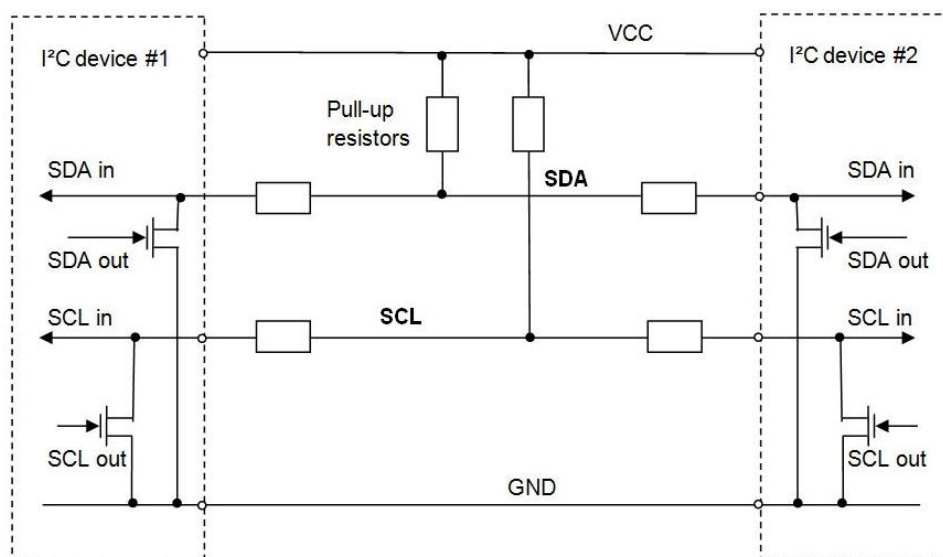 I²C device #1
VCC
I²C device #2
Pull-up
resistors
SDA in
SDA
SDA in
SDA out
SDA out
SCL in
SCL
SCL in
SCL out
SCL out
GND